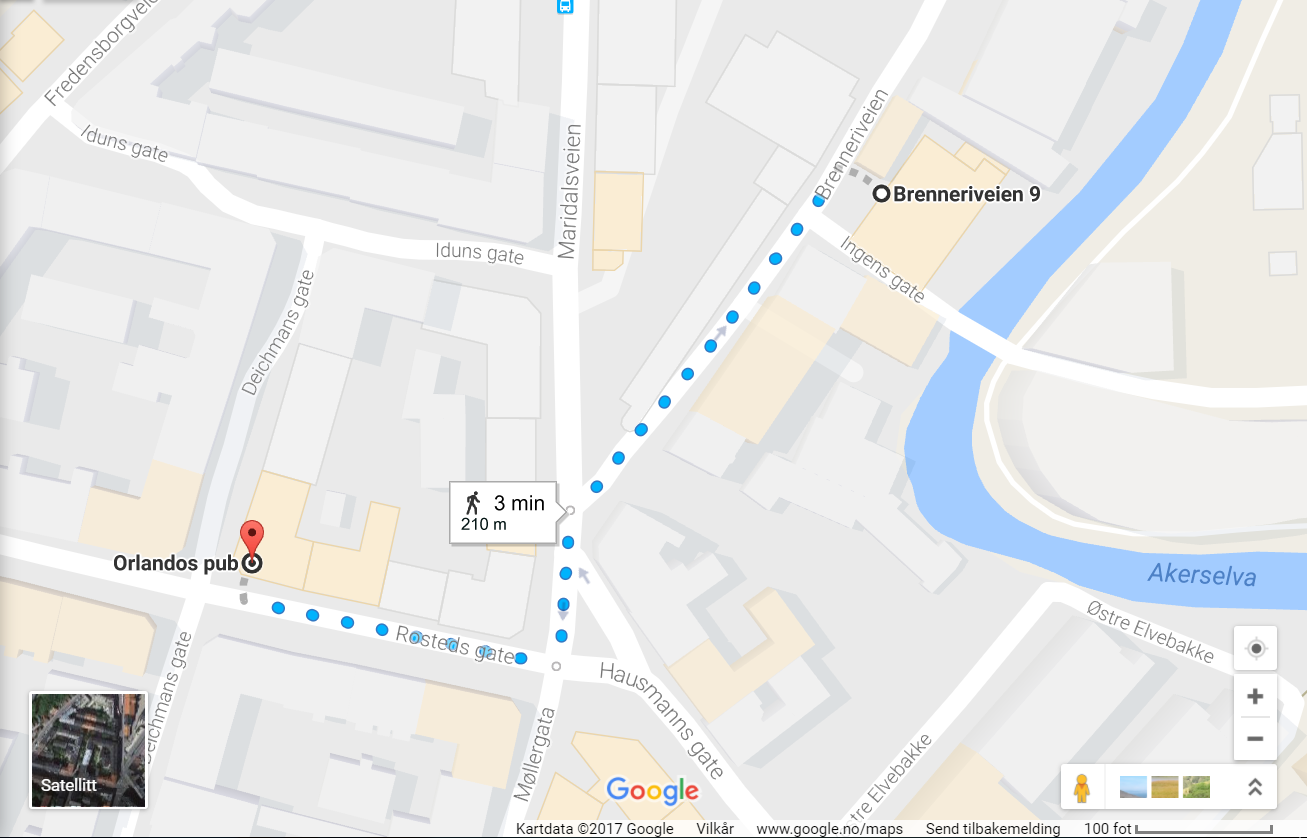 Fredensborgveien
Iduns gate
Maridalsveien
Brenneriveien
Brenneriveien
Brenneriveien 9
Iduns gate
Ingens gate
Deichmans gate
3 min
210 m
Orlandos pub
Akerselva
Rosteds gate
Østre Elvebakke
Hausmanns gate
Deichmans gate
Møllergata
tre Elvebakke
Satellitt
Google
Kartdata ©2017 Google Vilkår www.google.no/maps Send tilbakemelding 100 fot